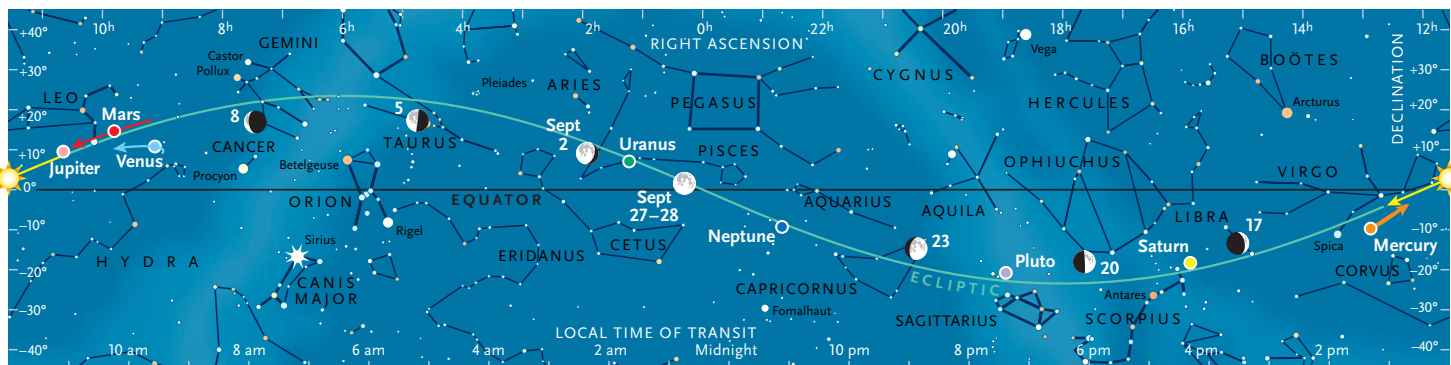 10h 8h 6h 4h 2h 0h 22h 20h 18h 16h 14h
RIGHT ASCENSION
DECLINATION
+40°
+30°
+20°
+10°
0°
–10°
–20°
–30°
–40°
LEO
Mars
Jupiter
Venus
8
CANCER
GEMINI
Castor
Pollux
Procyon
Betelgeuse
ORION
Rigel
Sirius
CANIS
MAJOR
HYDRA
5
TAURUS
Pleiades
ARIES
Sept
2
Uranus
PISCES
PEGASUS
EQUATOR
ERIDANUS
CETUS
Sept
27–28
Neptune
AQUARIUS
CAPRICORNUS
Fomalhaut
23
AQUILA
CYGNUS
Vega
HERCULES
OPHIUCHUS
Pluto
ECLIPTIC
SAGITTARIUS
20
Saturn
Antares
SCORPIUS
LIBRA
17
BOÖTES
Arcturus
VIRGO
Spica
Mercury
CORVUS
+40°
+30°
+20°
+10°
0°
–10°
–20°
–30°
–40°
LOCAL TIME OF TRANSIT
10 am 8 am 6 am 4 am 2 am Midnight 10 pm 8 pm 6 pm 4 pm 2 pm